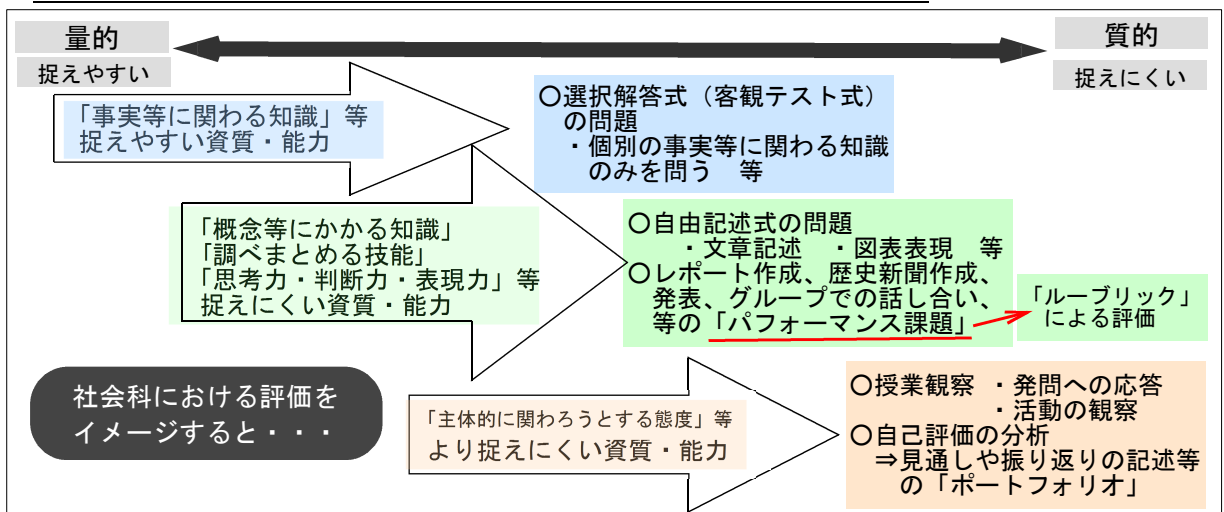 量的
捉えやすい
質的
捉えにくい
「事実等に関わる知識」等
捉えやすい資質・能力
〇選択解答式（客観テスト式）
の問題
・個別の事実等に関わる知識
のみを問う　等
「概念等にかかる知識」
「調べまとめる技能」
「思考力・判断力・表現力」等
捉えにくい資質・能力
〇自由記述式の問題
・文章記述　・図表表現　等
〇レポート作成、歴史新聞作成、
発表、グループでの話し合い、
等の「パフォーマンス課題」
「ルーブリック」
による評価
社会科における評価を
イメージすると・・・
「主体的に関わろうとする態度」等
より捉えにくい資質・能力
〇授業観察　・発問への応答
・活動の観察
〇自己評価の分析
⇒見通しや振り返りの記述等
の「ポートフォリオ」